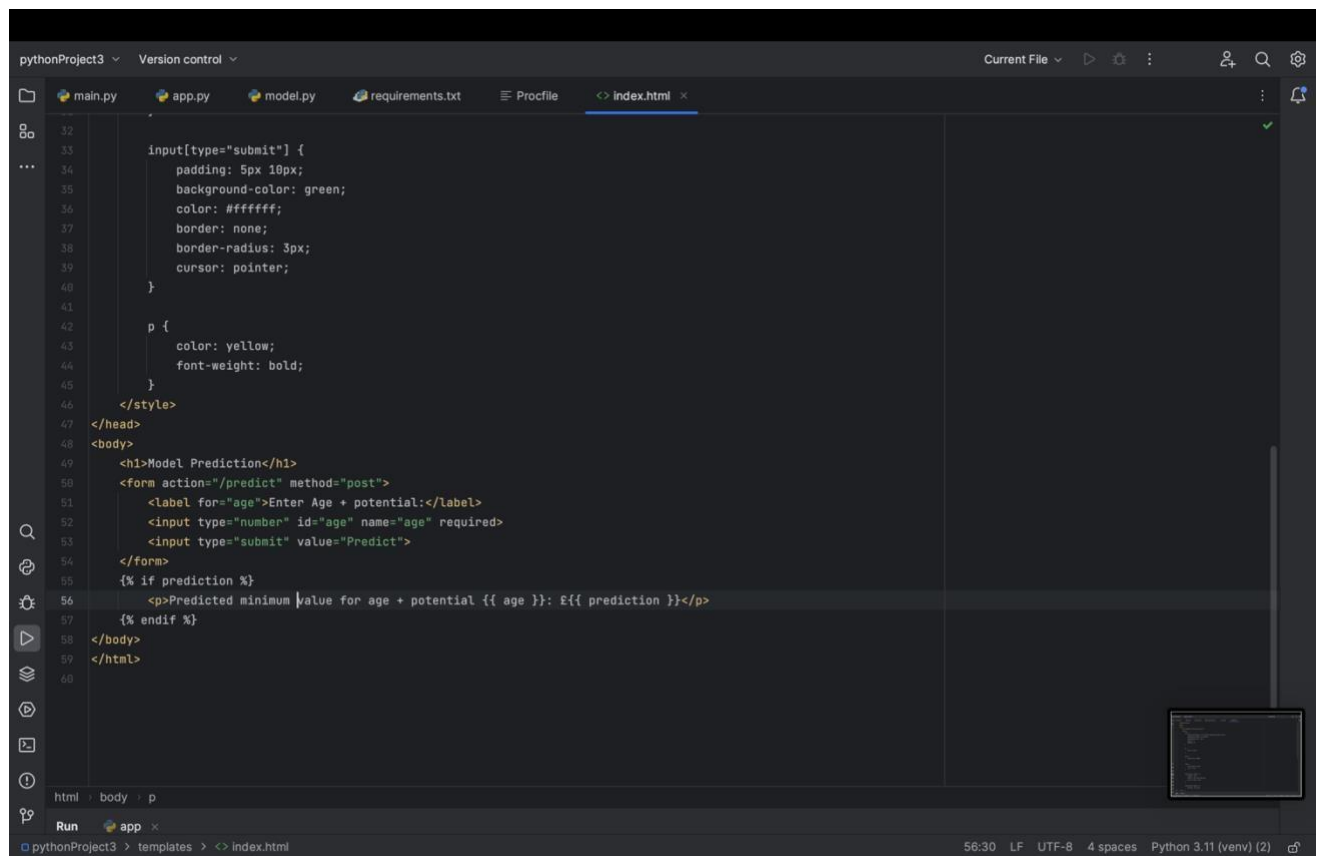 pythonProject3 Version control Current File
main.py app.py model.py requirements.txt Procfile <> index.html ×
32
33 input[type="submit"] {
34 padding: 5px 10px;
35 background-color: green;
36 color: #ffffff;
37 border: none;
38 border-radius: 3px;
39 cursor: pointer;
40 }
41
42 p {
43 color: yellow;
44 font-weight: bold;
45 }
46 </style>
47 </head>
48 <body>
49 <h1>Model Prediction</h1>
50 <form action="/predict" method="post">
51 <label for="age">Enter Age + potential:</label>
52 <input type="number" id="age" name="age" required>
53 <input type="submit" value="Predict">
54 </form>
55 {% if prediction %}
56 <p>Predicted minimum value for age + potential {{ age }}: £{{ prediction }}</p>
57 {% endif %}
58 </body>
59 </html>
60
html › body › p
Run app ×
pythonProject3 > templates > <> index.html 56:30 LF UTF-8 4 spaces Python 3.11 (venv) (2)